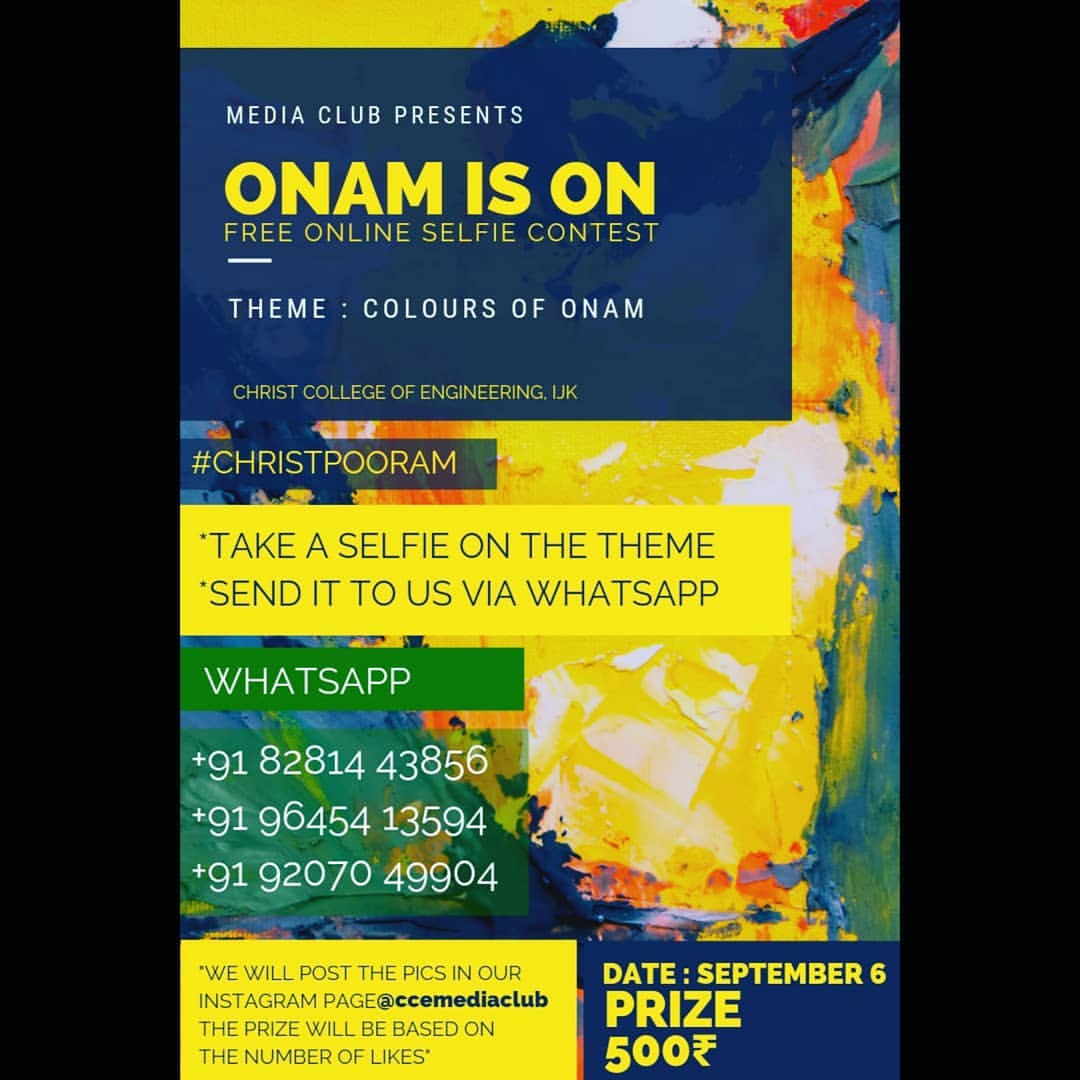 MEDIA CLUB PRESENTS
ONAM IS ON
FREE ONLINE SELFIE CONTEST
THEME : COLOURS OF ONAM
CHRIST COLLEGE OF ENGINEERING, IJK
#CHRISTPOORAM
*TAKE A SELFIE ON THE THEME
*SEND IT TO US VIA WHATSAPP
WHATSAPP
+91 82814 43856
+91 96454 13594
+91 92070 49904
"WE WILL POST THE PICS IN OUR
INSTAGRAM PAGE@ccemediaclub
THE PRIZE WILL BE BASED ON
THE NUMBER OF LIKES"
DATE : SEPTEMBER 6
PRIZE
500₹